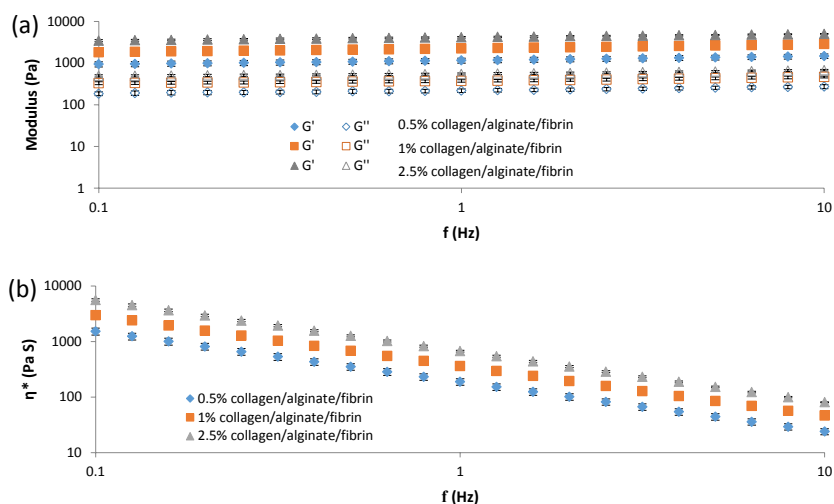 (a)
10000
1000
100
10
1
Modulus (Pa)
G' G'' 0.5% collagen/alginate/fibrin
G' G'' 1% collagen/alginate/fibrin
G' G'' 2.5% collagen/alginate/fibrin
0.1 1 10
f (Hz)
(b)
10000
1000
100
10
η* (Pa S)
0.5% collagen/alginate/fibrin
1% collagen/alginate/fibrin
2.5% collagen/alginate/fibrin
0.1 1 10
f (Hz)